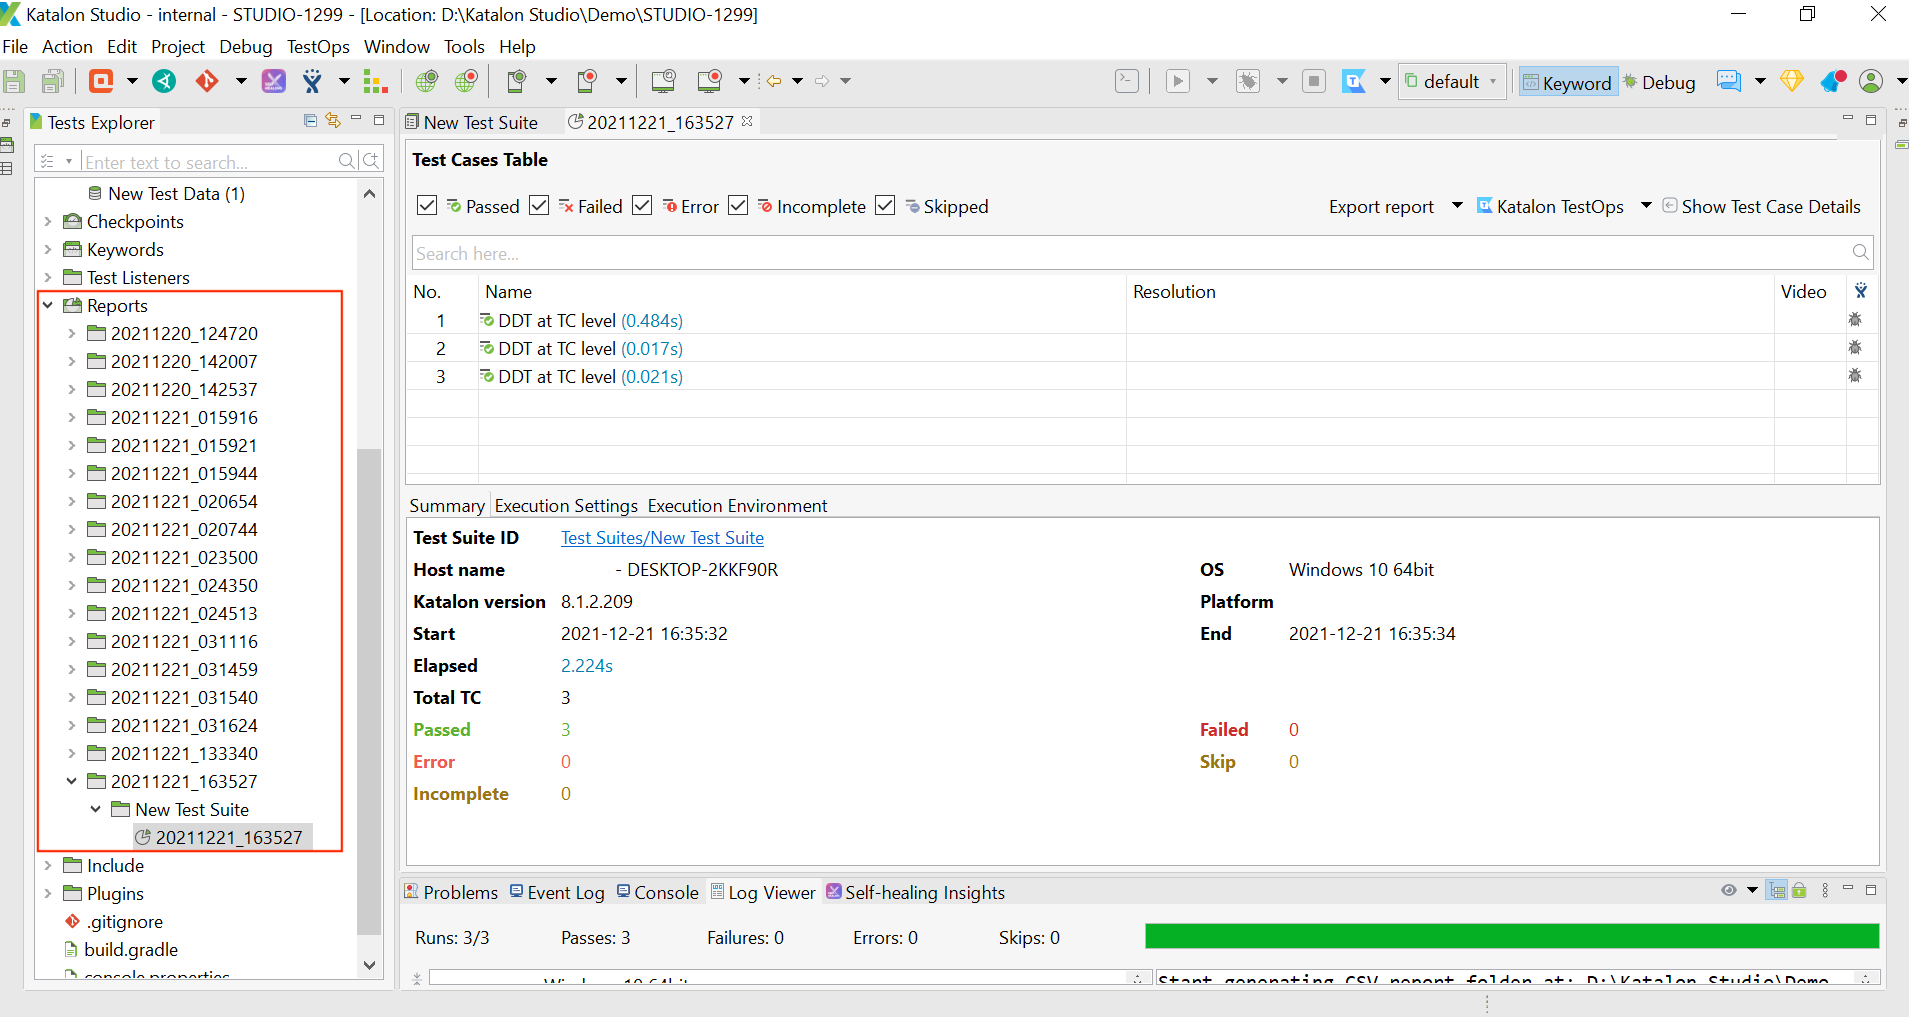 Katalon Studio - internal - STUDIO-1299 - [Location: D:\Katalon Studio\Demo\STUDIO-1299]
File Action Edit Project Debug TestOps Window Tools Help
default Keyword Debug
Tests Explorer
Enter text to search...
New Test Data (1)
Checkpoints
Keywords
Test Listeners
Reports
20211220_124720
20211220_142007
20211220_142537
20211221_015916
20211221_015921
20211221_015944
20211221_020654
20211221_020744
20211221_023500
20211221_024350
20211221_024513
20211221_031116
20211221_031459
20211221_031540
20211221_031624
20211221_133340
20211221_163527
New Test Suite
20211221_163527
Include
Plugins
.gitignore
build.gradle
console.properties
New Test Suite 20211221_163527
Test Cases Table
Passed Failed Error Incomplete Skipped Export report Katalon TestOps Show Test Case Details
Search here...
No. Name Resolution Video
1 DDT at TC level (0.484s)
2 DDT at TC level (0.017s)
3 DDT at TC level (0.021s)
Summary Execution Settings Execution Environment
Test Suite ID Test Suites/New Test Suite
Host name - DESKTOP-2KKF90R OS Windows 10 64bit
Katalon version 8.1.2.209 Platform
Start 2021-12-21 16:35:32 End 2021-12-21 16:35:34
Elapsed 2.224s
Total TC 3
Passed 3 Failed 0
Error 0 Skip 0
Incomplete 0
Problems Event Log Console Log Viewer Self-healing Insights
Runs: 3/3 Passes: 3 Failures: 0 Errors: 0 Skips: 0
Windows 10 64bit
Start generating CSV report folder at: D:\Katalon Studio\Demo